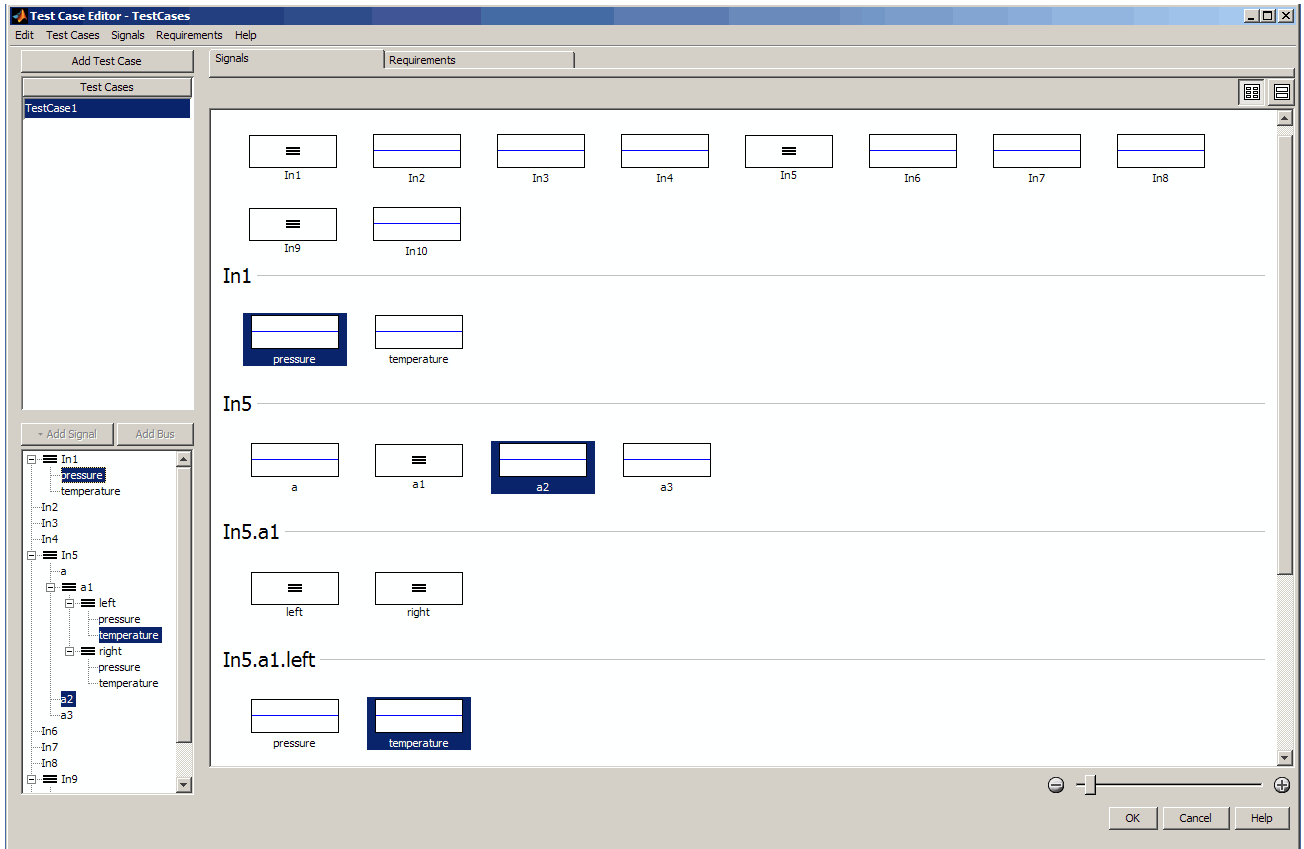 Test Case Editor - TestCases
Edit Test Cases Signals Requirements Help
Add Test Case
Test Cases
TestCase1
Add Signal Add Bus
In1
pressure
temperature
In2
In3
In4
In5
a
a1
left
pressure
temperature
right
pressure
temperature
a2
a3
In6
In7
In8
In9
Signals Requirements
In1 In2 In3 In4 In5 In6 In7 In8
In9 In10
In1
pressure temperature
In5
a a1 a2 a3
In5.a1
left right
In5.a1.left
pressure temperature
OK Cancel Help